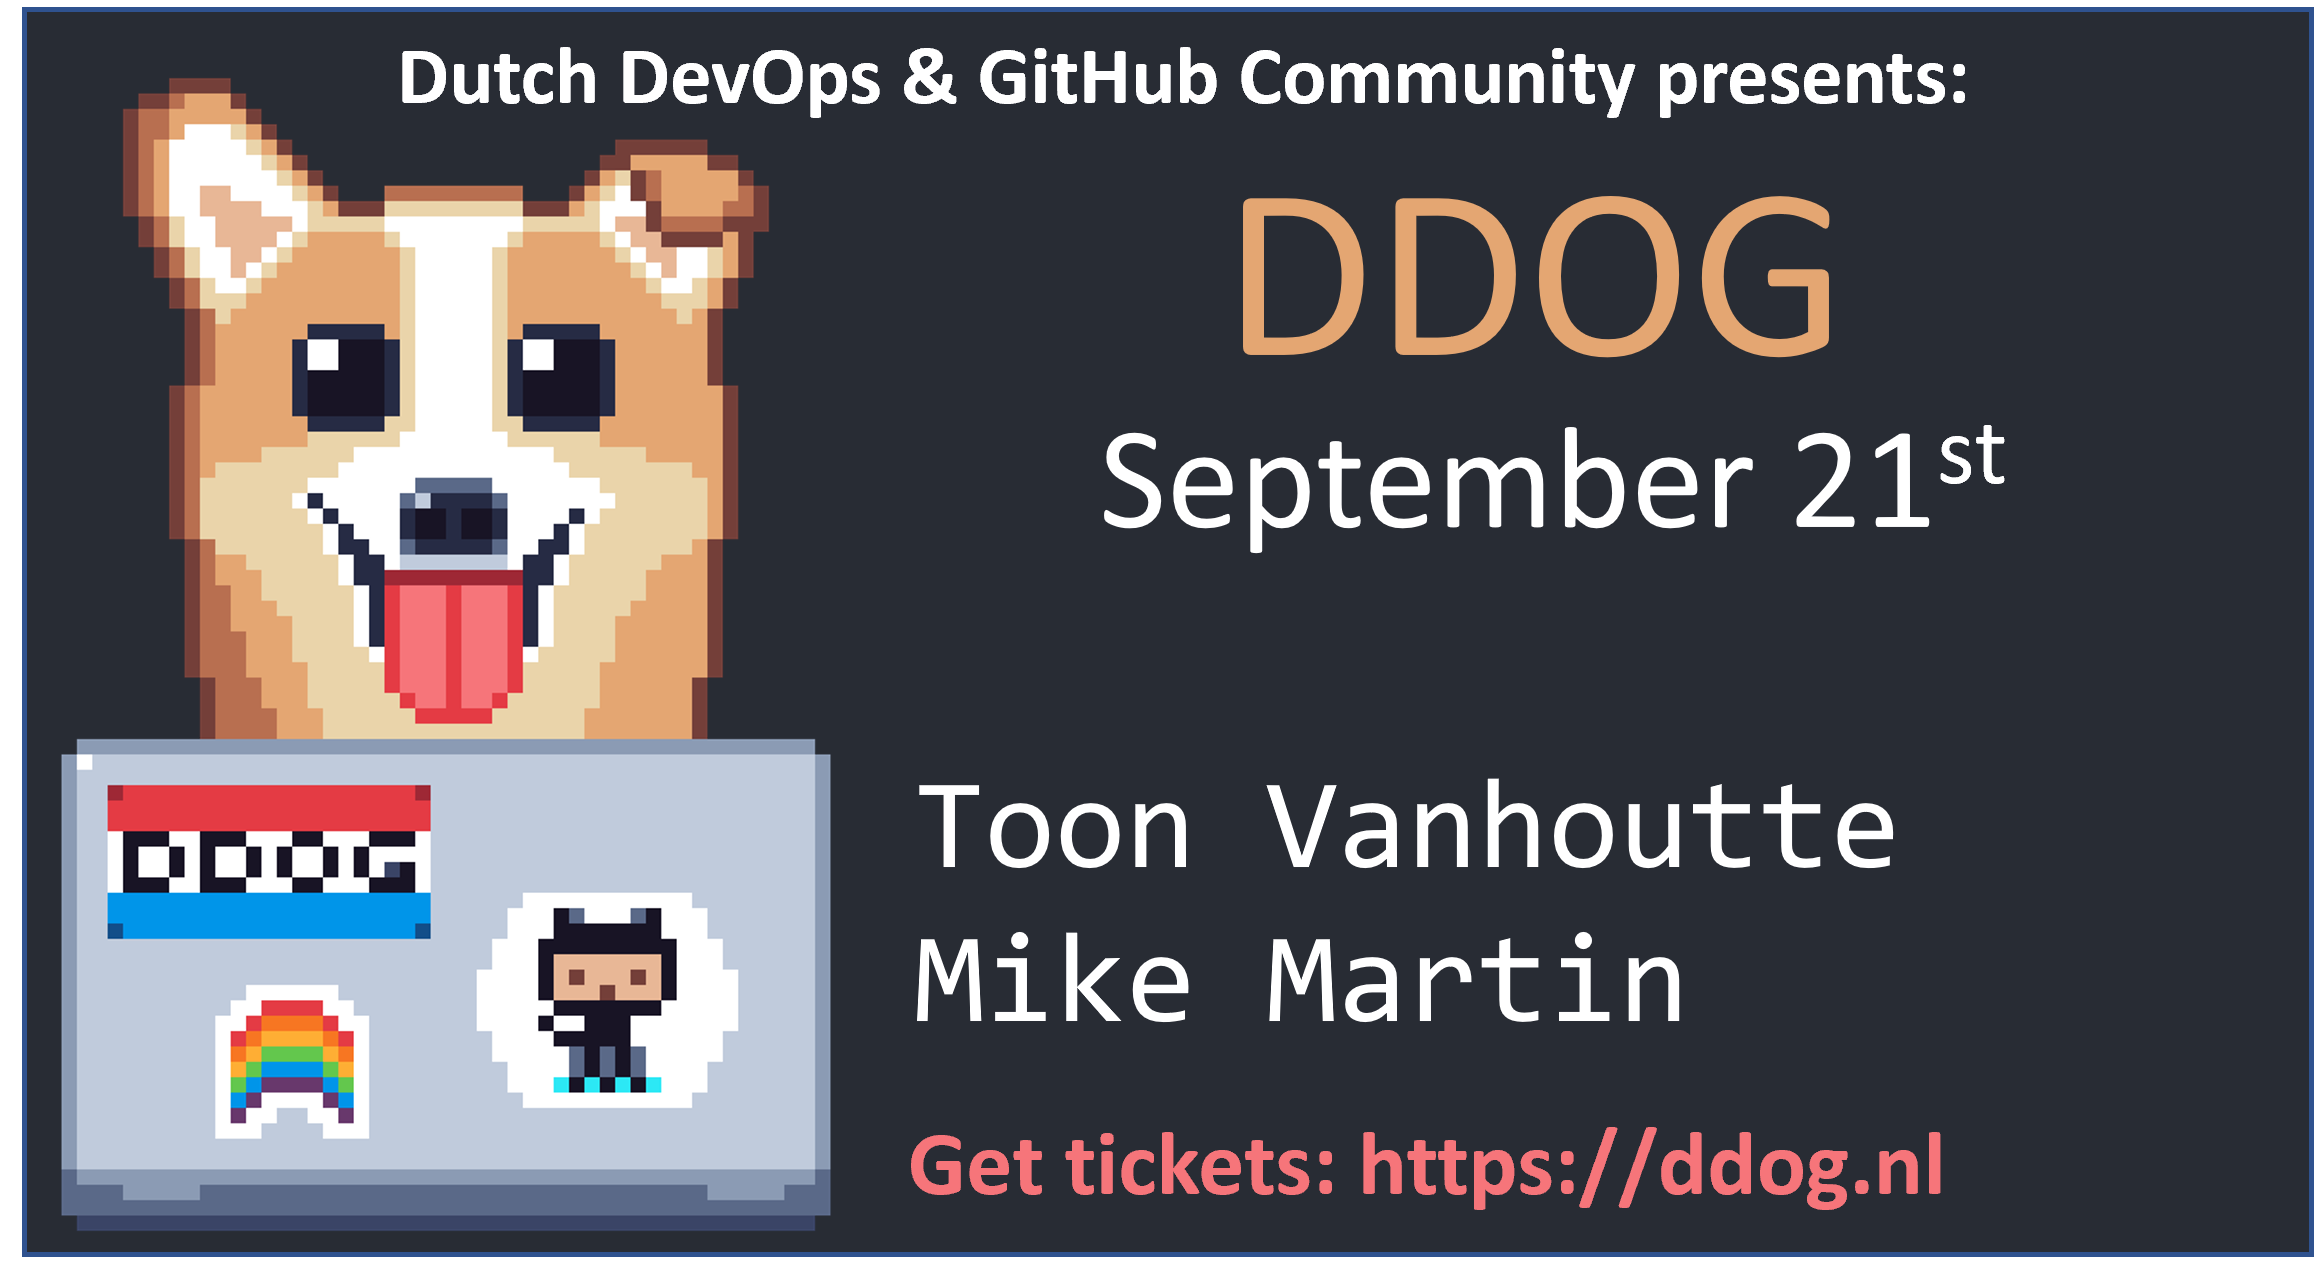 Dutch DevOps & GitHub Community presents:
DDOG
September 21st
Toon Vanhoutte
Mike Martin
Get tickets: https://ddog.nl
DDOG